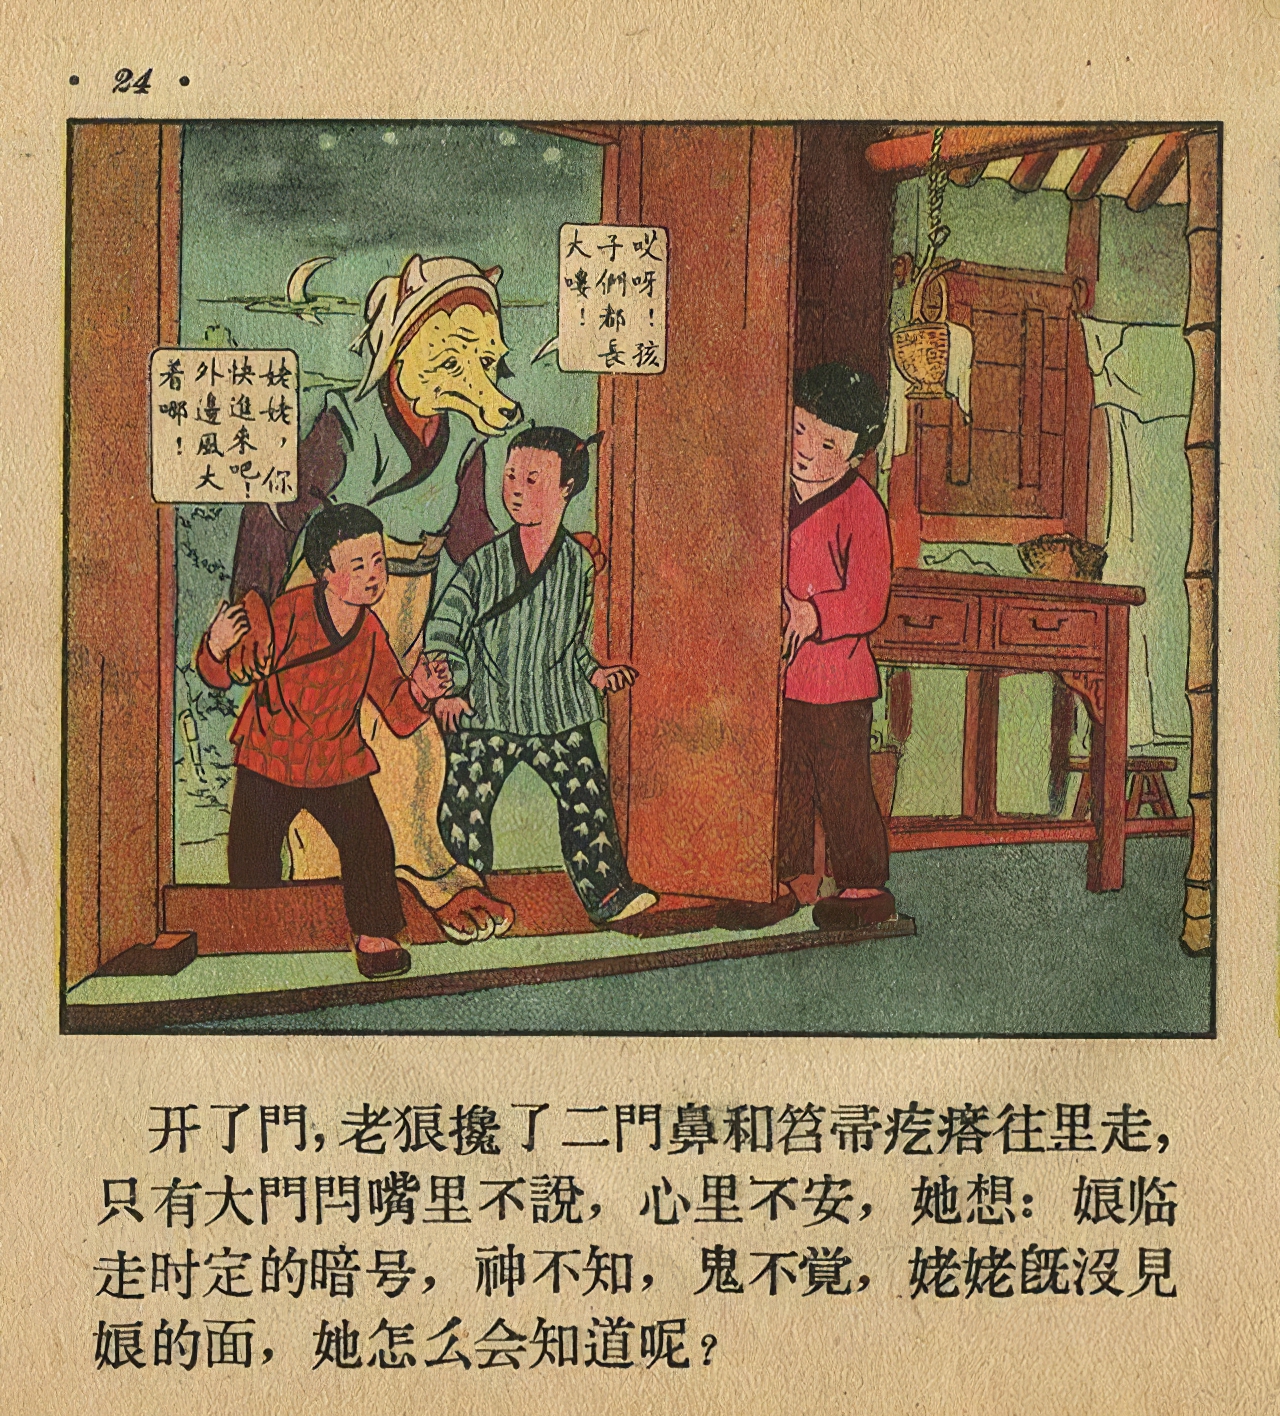 · 24 ·
哎呀！孩
子們都長
大嘍！
姥姥，你
快進来吧！
外邊風大
着哪！
开了門，老狼攙了二門鼻和笤帚疙瘩往里走，
只有大門閂嘴里不說，心里不安，她想：娘临
走时定的暗号，神不知，鬼不覚，姥姥旣沒見
娘的面，她怎么会知道呢？